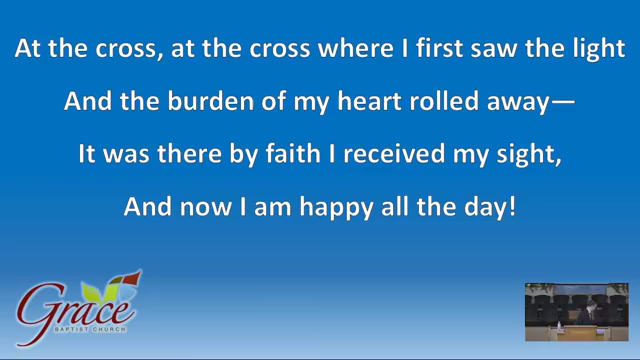 At the cross, at the cross where I first saw the light
And the burden of my heart rolled away—
It was there by faith I received my sight,
And now I am happy all the day!
Grace
BAPTIST CHURCH